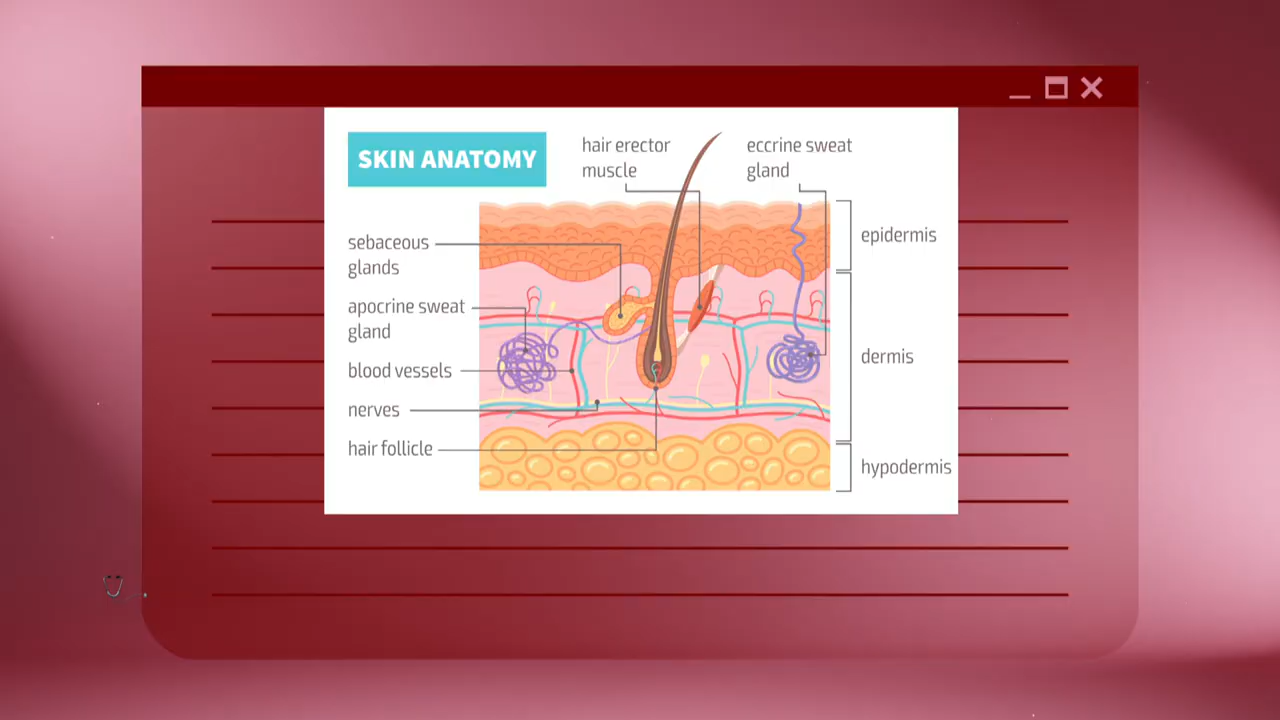 SKIN ANATOMY
hair erector
muscle
eccrine sweat
gland
sebaceous
glands
apocrine sweat
gland
blood vessels
nerves
hair follicle
epidermis
dermis
hypodermis